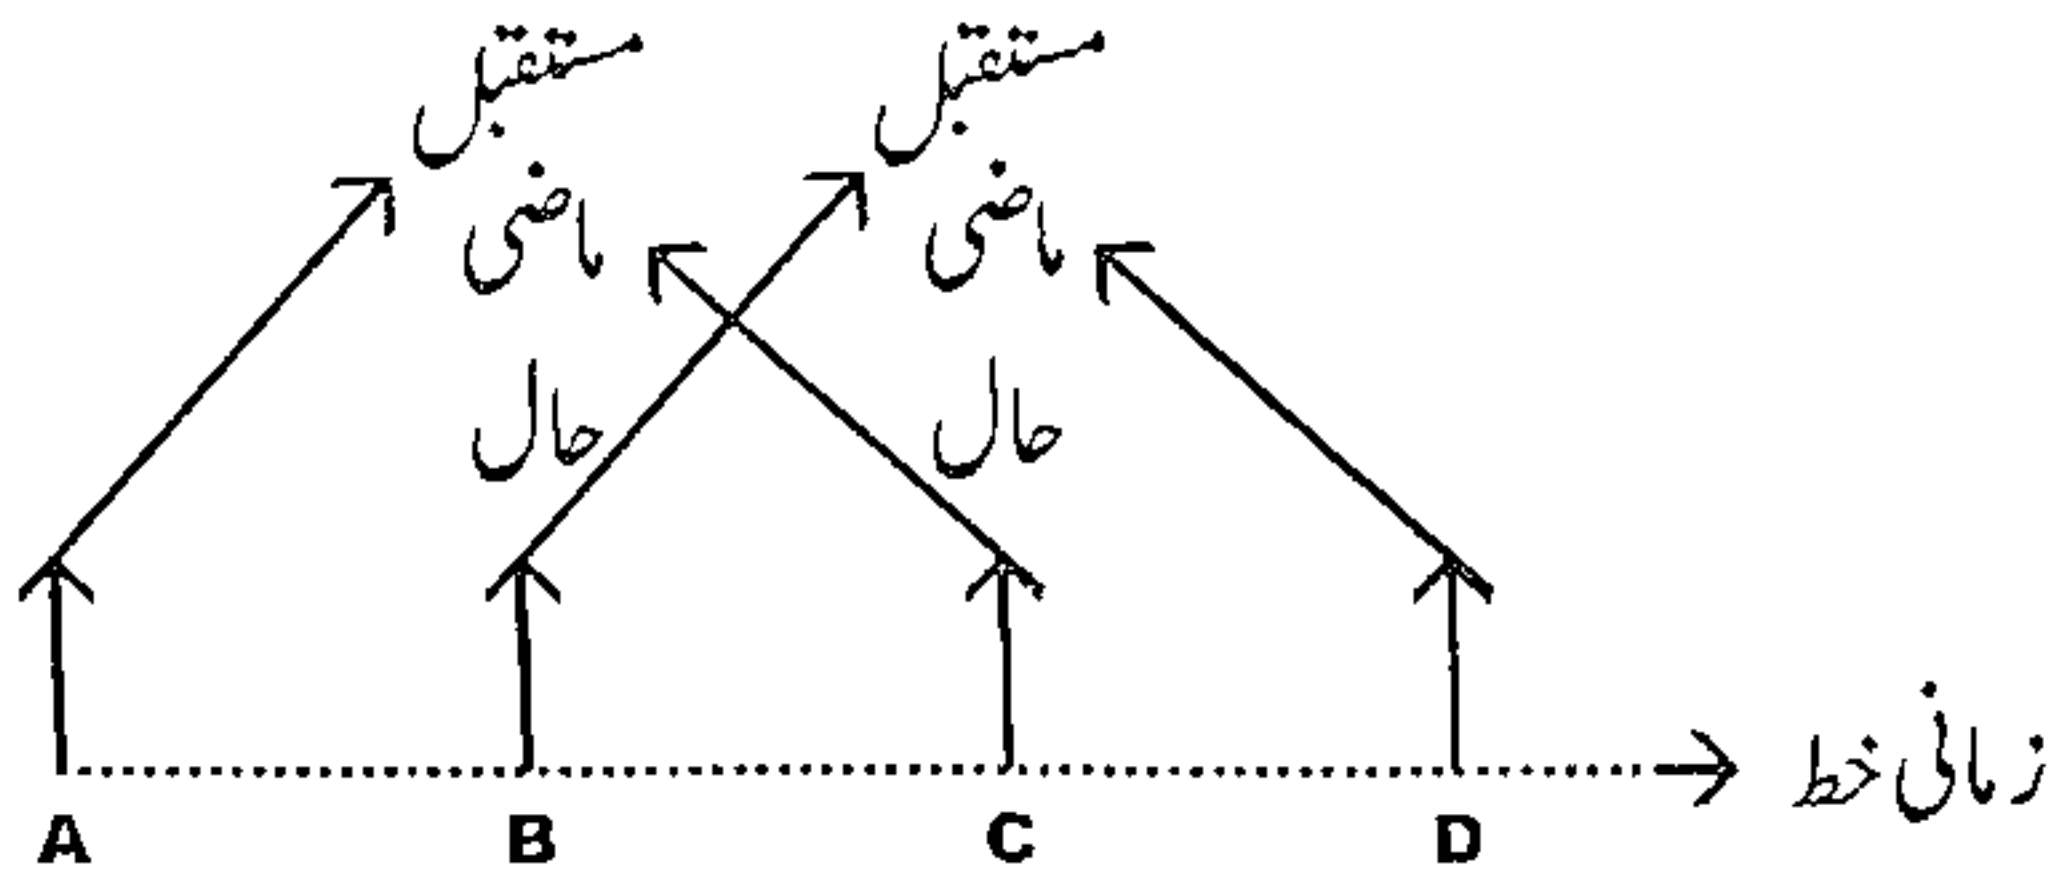 مستقبل مستقبل
ماضی ماضی
حال حال
زمانی خط
A B C D